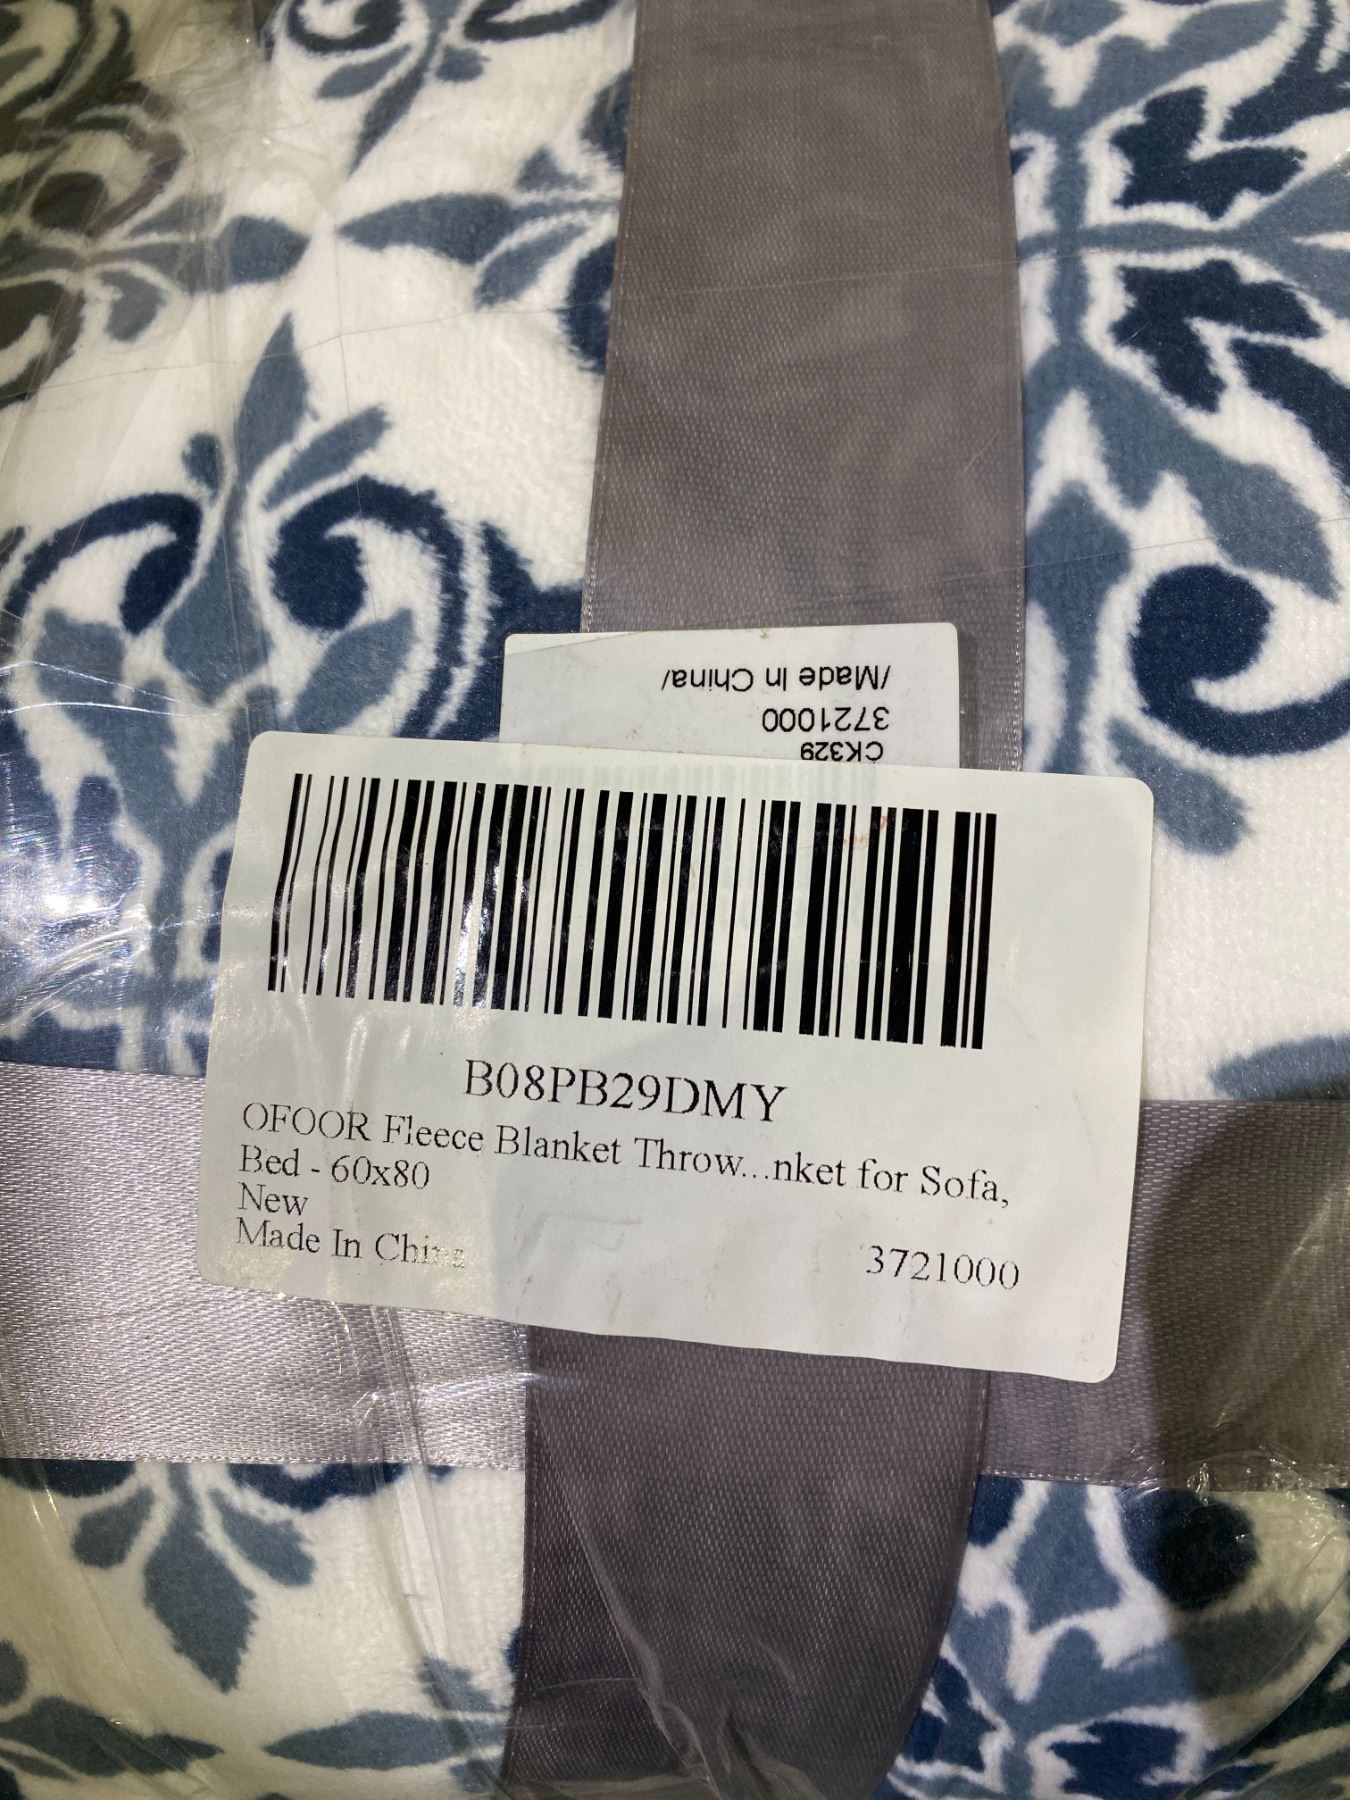 /Made In China/
3721000
CK329
B08PB29DMY
OFOOR Fleece Blanket Throw...nket for Sofa,
Bed - 60x80
New
Made In China
3721000